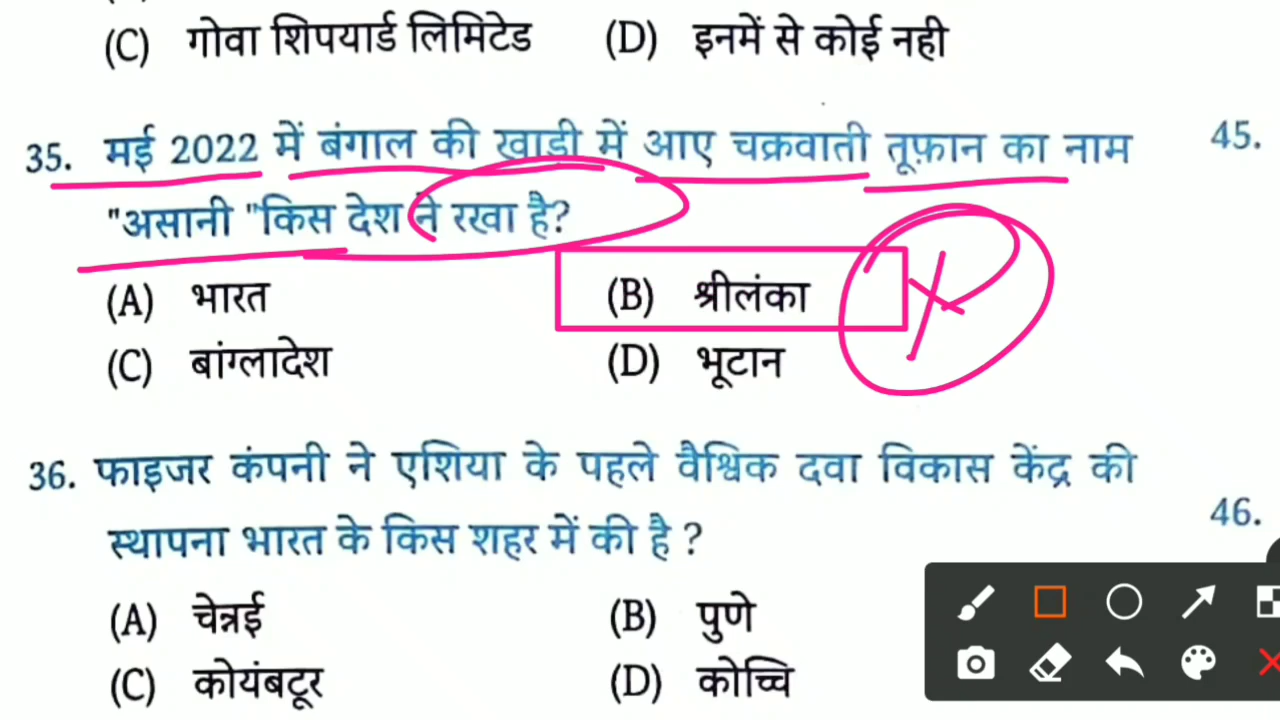 (C) गोवा शिपयार्ड लिमिटेड (D) इनमें से कोई नही
35. मई 2022 में बंगाल की खाड़ी में आए चक्रवाती तूफ़ान का नाम
"असानी "किस देश ने रखा है?
(A) भारत (B) श्रीलंका
(C) बांग्लादेश (D) भूटान
36. फाइजर कंपनी ने एशिया के पहले वैश्विक दवा विकास केंद्र की
स्थापना भारत के किस शहर में की है ?
(A) चेन्नई (B) पुणे
(C) कोयंबटूर (D) कोच्चि
45.
46.